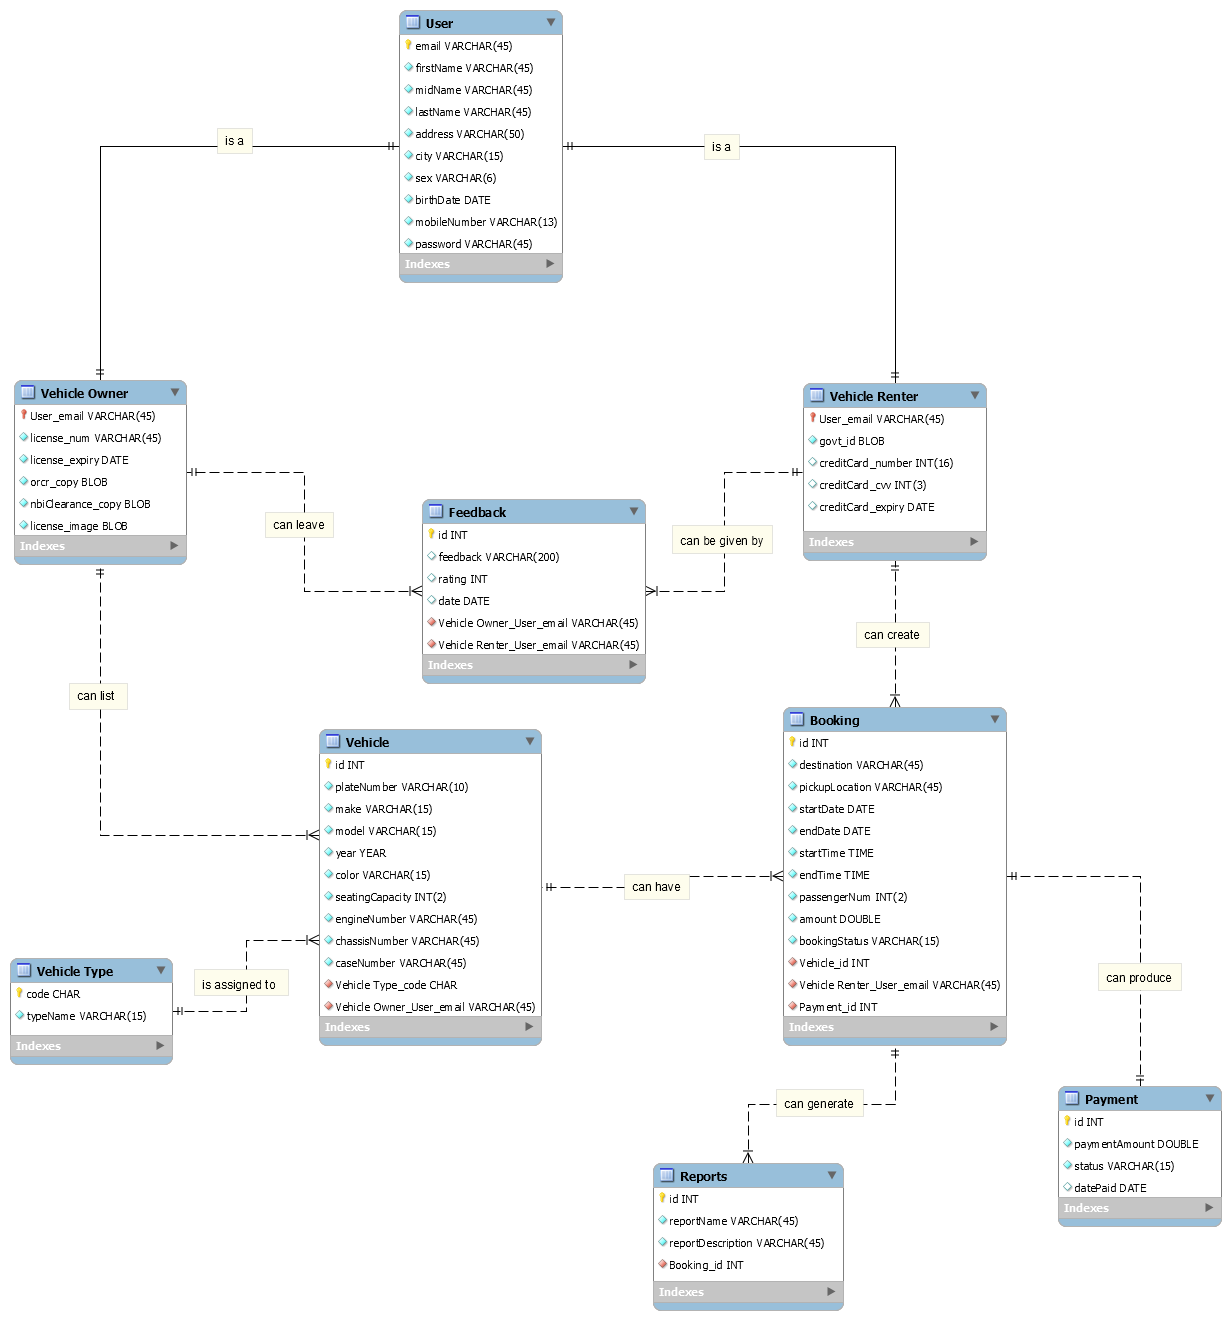 User
email VARCHAR(45)
firstName VARCHAR(45)
midName VARCHAR(45)
lastName VARCHAR(45)
address VARCHAR(50)
city VARCHAR(15)
sex VARCHAR(6)
birthDate DATE
mobileNumber VARCHAR(13)
password VARCHAR(45)
Indexes
is a
is a
Vehicle Owner
User_email VARCHAR(45)
license_num VARCHAR(45)
license_expiry DATE
orcr_copy BLOB
nbiClearance_copy BLOB
license_image BLOB
Indexes
Vehicle Renter
User_email VARCHAR(45)
govt_id BLOB
creditCard_number INT(16)
creditCard_cvv INT(3)
creditCard_expiry DATE
Indexes
can leave
Feedback
id INT
feedback VARCHAR(200)
rating INT
date DATE
Vehicle Owner_User_email VARCHAR(45)
Vehicle Renter_User_email VARCHAR(45)
Indexes
can be given by
can create
can list
Vehicle
id INT
plateNumber VARCHAR(10)
make VARCHAR(15)
model VARCHAR(15)
year YEAR
color VARCHAR(15)
seatingCapacity INT(2)
engineNumber VARCHAR(45)
chassisNumber VARCHAR(45)
caseNumber VARCHAR(45)
Vehicle Type_code CHAR
Vehicle Owner_User_email VARCHAR(45)
Indexes
can have
Booking
id INT
destination VARCHAR(45)
pickupLocation VARCHAR(45)
startDate DATE
endDate DATE
startTime TIME
endTime TIME
passengerNum INT(2)
amount DOUBLE
bookingStatus VARCHAR(15)
Vehicle_id INT
Vehicle Renter_User_email VARCHAR(45)
Payment_id INT
Indexes
Vehicle Type
code CHAR
typeName VARCHAR(15)
Indexes
is assigned to
can produce
can generate
Payment
id INT
paymentAmount DOUBLE
status VARCHAR(15)
datePaid DATE
Indexes
Reports
id INT
reportName VARCHAR(45)
reportDescription VARCHAR(45)
Booking_id INT
Indexes